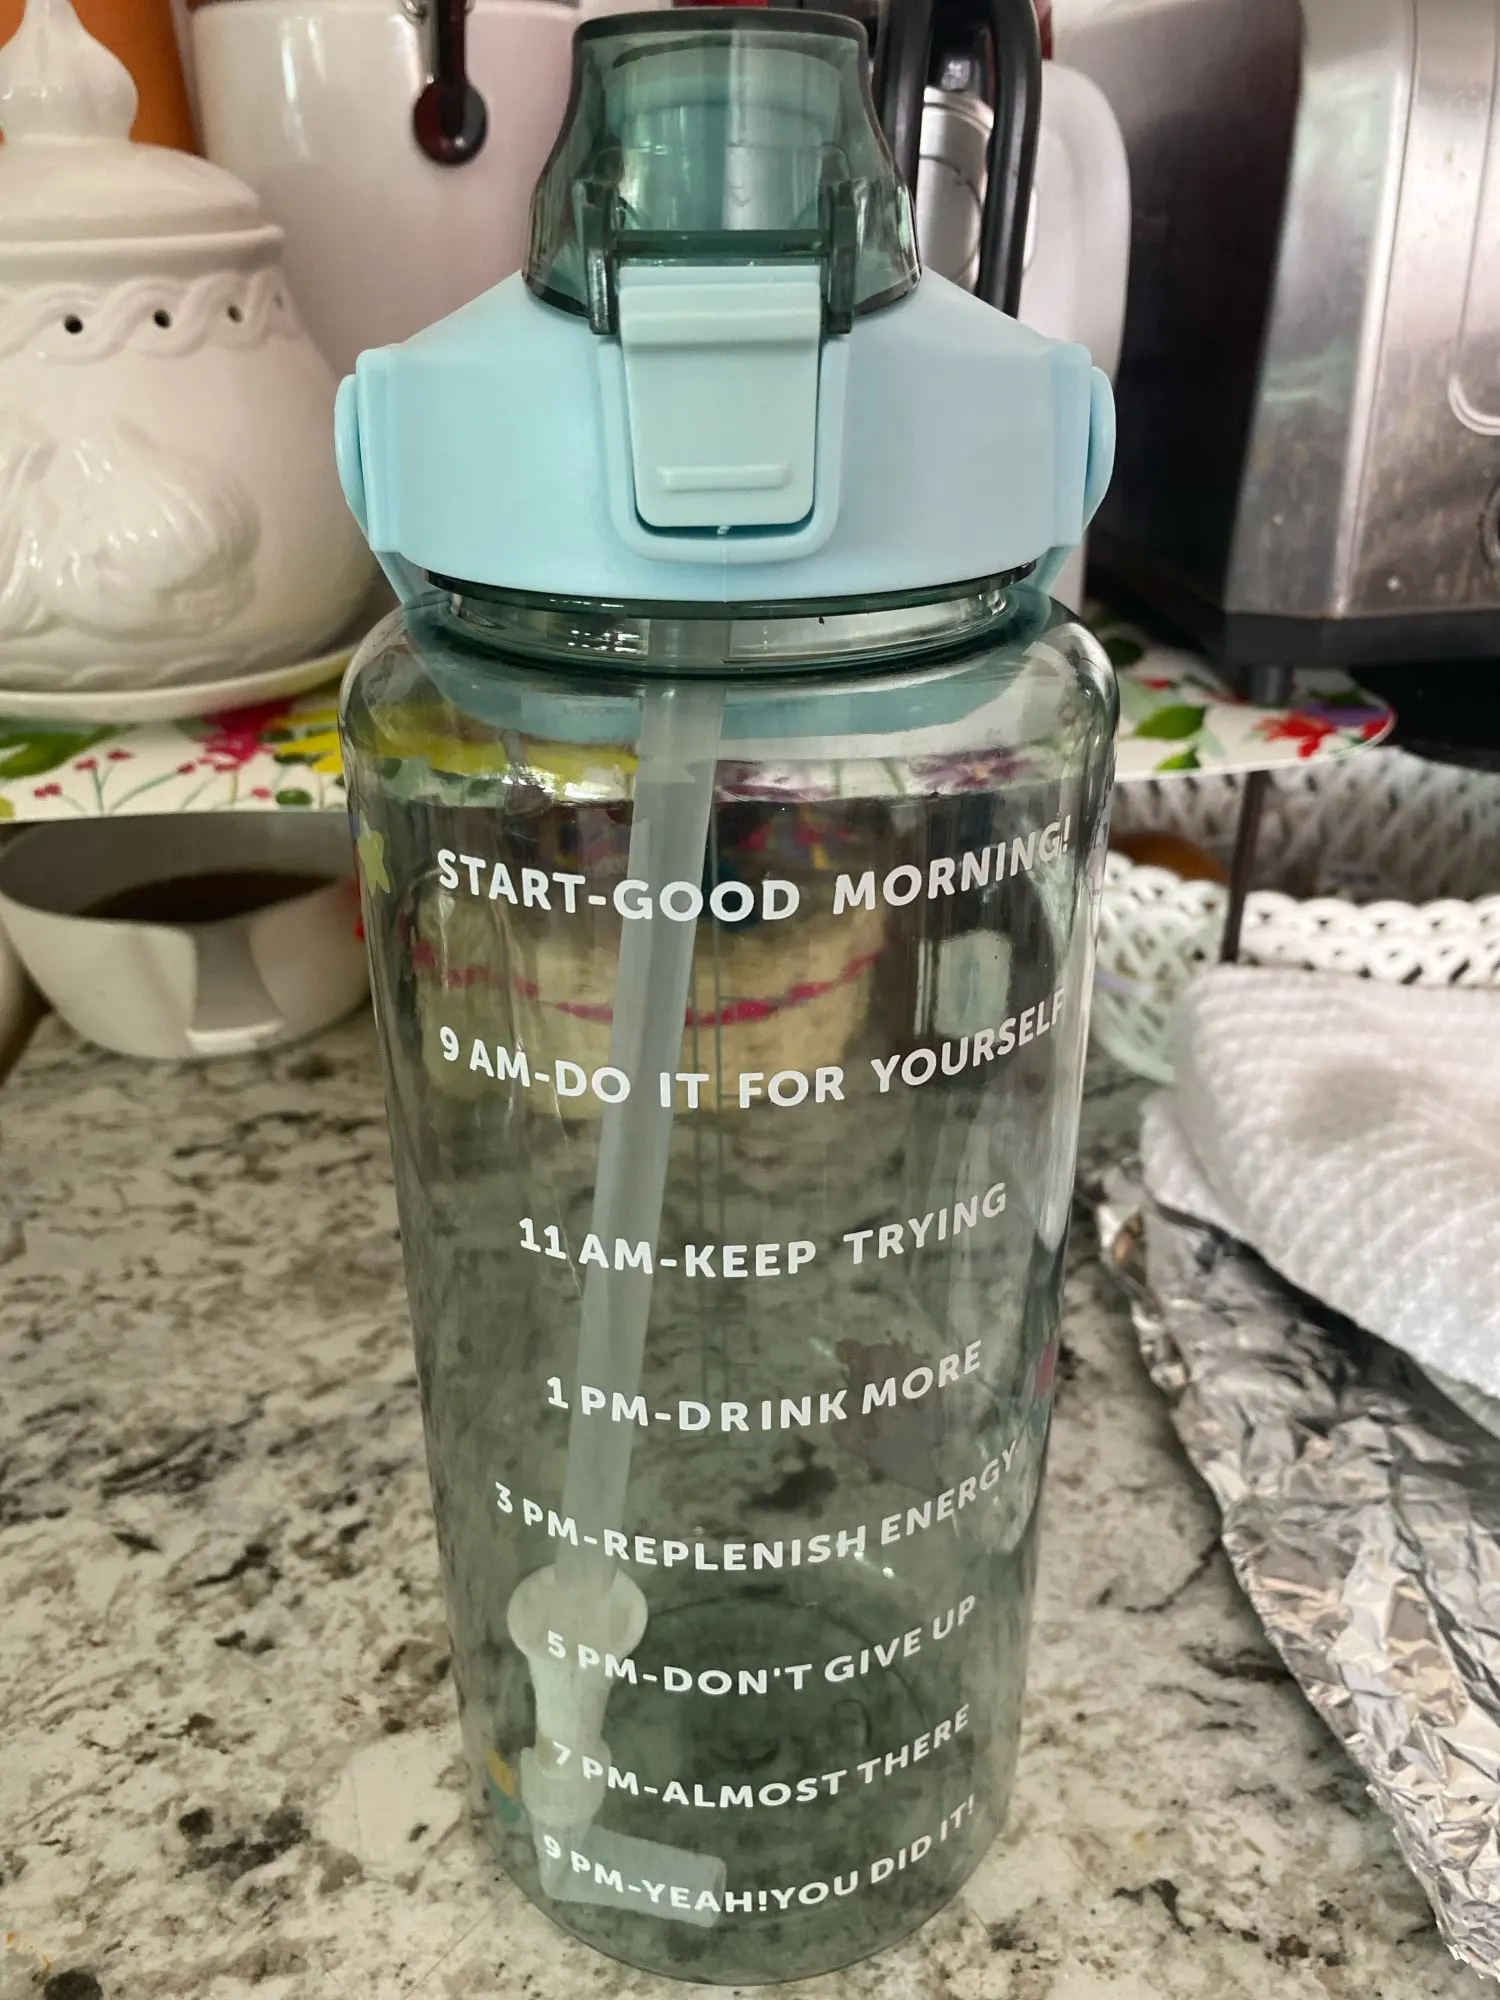 START-GOOD MORNING!
9 AM-DO IT FOR YOURSELF
11 AM-KEEP TRYING
1 PM-DRINK MORE
3 PM-REPLENISH ENERGY
5 PM-DON'T GIVE UP
7 PM-ALMOST THERE
9 PM-YEAH!YOU DID IT!